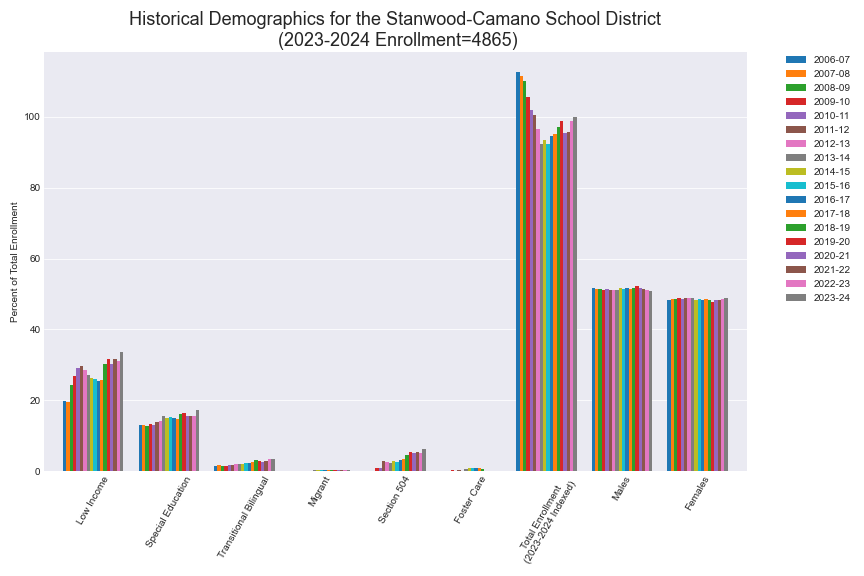 Historical Demographics for the Stanwood-Camano School District
(2023-2024 Enrollment=4865)
Percent of Total Enrollment
100
80
60
40
20
0
Low Income
Special Education
Transitional Bilingual
Migrant
Section 504
Foster Care
Total Enrollment
(2023-2024 Indexed)
Males
Females
2006-07
2007-08
2008-09
2009-10
2010-11
2011-12
2012-13
2013-14
2014-15
2015-16
2016-17
2017-18
2018-19
2019-20
2020-21
2021-22
2022-23
2023-24